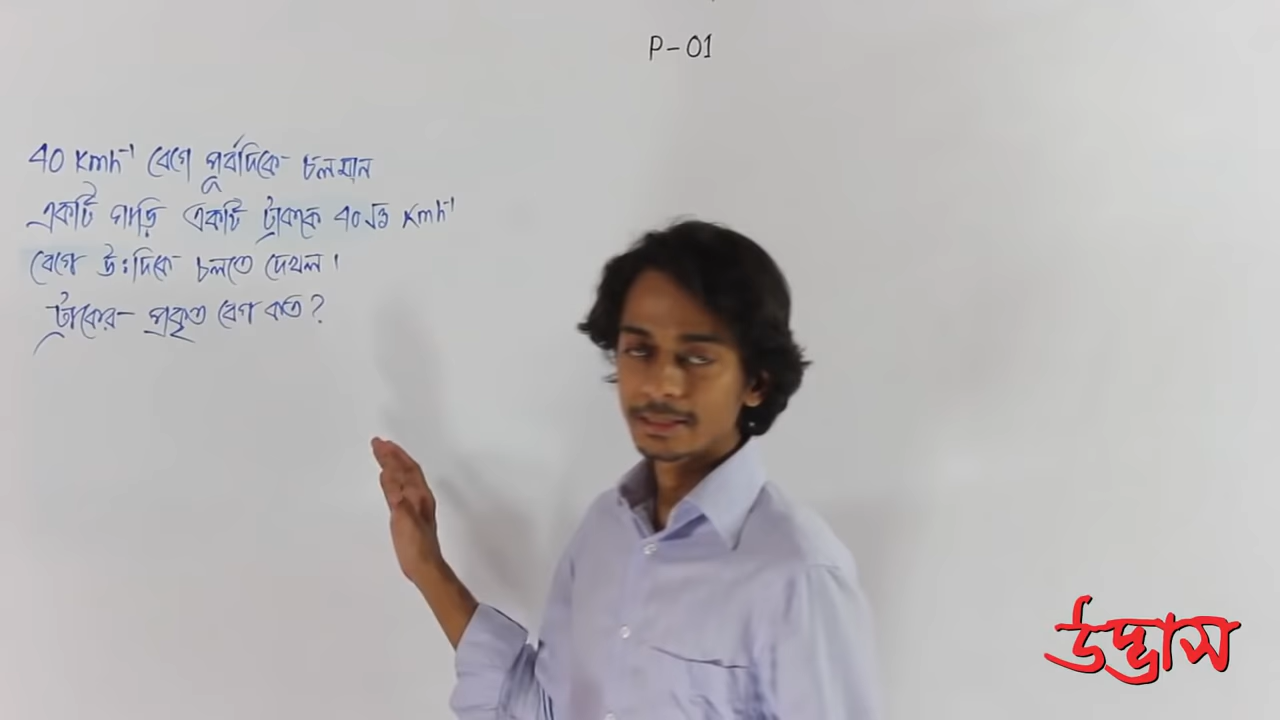 P-01
40 Kmh⁻¹ বেগে পূর্বদিকে চলমান
একটি গাড়ি একটি ট্রাককে 40√3 Kmh⁻¹
বেগে উঃদিকে চলতে দেখল।
ট্রাকের প্রকৃত বেগ কত?
উদ্ভাস